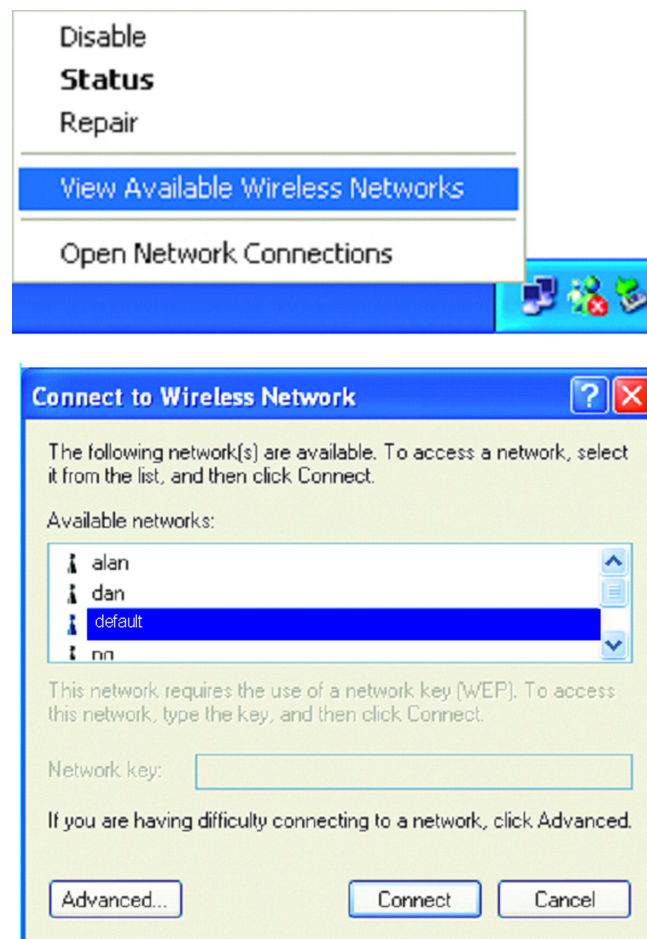 Disable
Status
Repair
View Available Wireless Networks
Open Network Connections
Connect to Wireless Network
The following network(s) are available. To access a network, select
it from the list, and then click Connect.
Available networks:
alan
dan
default
This network requires the use of a network key (WEP). To access
this network, type the key, and then click Connect.
Network key:
If you are having difficulty connecting to a network, click Advanced.
Advanced...
Connect
Cancel